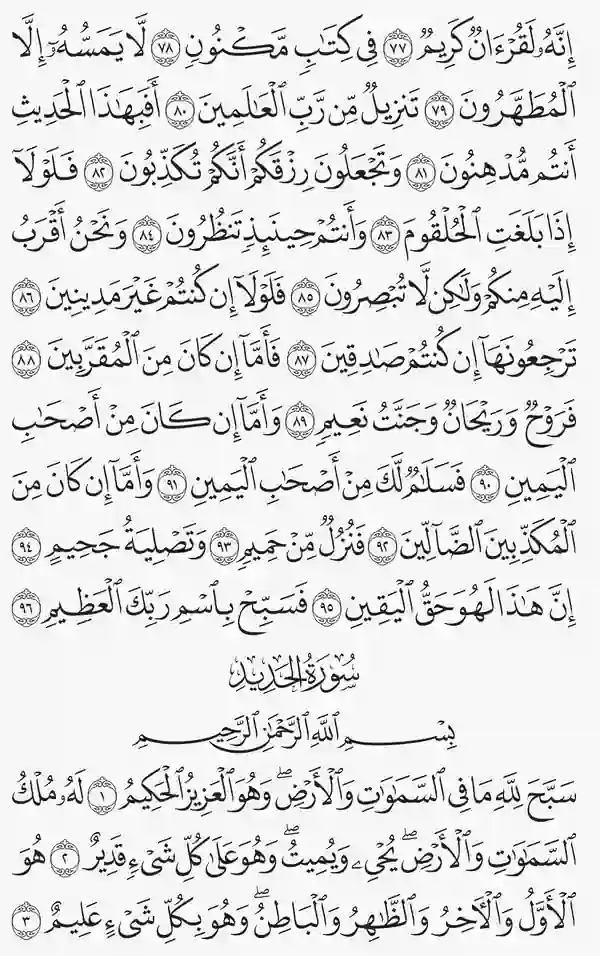 إِنَّهُۥ لَقُرْءَانٌ كَرِيمٌ ٧٧ فِى كِتَـٰبٍ مَّكْنُونٍ ٧٨ لَّا يَمَسُّهُۥٓ إِلَّا
ٱلْمُطَهَّرُونَ ٧٩ تَنزِيلٌ مِّن رَّبِّ ٱلْعَـٰلَمِينَ ٨٠ أَفَبِهَـٰذَا ٱلْحَدِيثِ
أَنتُم مُّدْهِنُونَ ٨١ وَتَجْعَلُونَ رِزْقَكُمْ أَنَّكُمْ تُكَذِّبُونَ ٨٢ فَلَوْلَآ
إِذَا بَلَغَتِ ٱلْحُلْقُومَ ٨٣ وَأَنتُمْ حِينَئِذٍ تَنظُرُونَ ٨٤ وَنَحْنُ أَقْرَبُ
إِلَيْهِ مِنكُمْ وَلَـٰكِن لَّا تُبْصِرُونَ ٨٥ فَلَوْلَآ إِن كُنتُمْ غَيْرَ مَدِينِينَ ٨٦
تَرْجِعُونَهَآ إِن كُنتُمْ صَـٰدِقِينَ ٨٧ فَأَمَّآ إِن كَانَ مِنَ ٱلْمُقَرَّبِينَ ٨٨
فَرَوْحٌ وَرَيْحَانٌ وَجَنَّتُ نَعِيمٍ ٨٩ وَأَمَّآ إِن كَانَ مِنْ أَصْحَـٰبِ
ٱلْيَمِينِ ٩٠ فَسَلَـٰمٌ لَّكَ مِنْ أَصْحَـٰبِ ٱلْيَمِينِ ٩١ وَأَمَّآ إِن كَانَ مِنَ
ٱلْمُكَذِّبِينَ ٱلضَّآلِّينَ ٩٢ فَنُزُلٌ مِّنْ حَمِيمٍ ٩٣ وَتَصْلِيَةُ جَحِيمٍ ٩٤
إِنَّ هَـٰذَا لَهُوَ حَقُّ ٱلْيَقِينِ ٩٥ فَسَبِّحْ بِٱسْمِ رَبِّكَ ٱلْعَظِيمِ ٩٦
سُورَةُ الحَدِيدِ
بِسْمِ ٱللَّهِ ٱلرَّحْمَـٰنِ ٱلرَّحِيمِ
سَبَّحَ لِلَّهِ مَا فِى ٱلسَّمَـٰوَٰتِ وَٱلْأَرْضِ ۖ وَهُوَ ٱلْعَزِيزُ ٱلْحَكِيمُ ١ لَهُۥ مُلْكُ
ٱلسَّمَـٰوَٰتِ وَٱلْأَرْضِ ۖ يُحْىِۦ وَيُمِيتُ ۖ وَهُوَ عَلَىٰ كُلِّ شَىْءٍ قَدِيرٌ ٢ هُوَ
ٱلْأَوَّلُ وَٱلْـَٔاخِرُ وَٱلظَّـٰهِرُ وَٱلْبَاطِنُ ۖ وَهُوَ بِكُلِّ شَىْءٍ عَلِيمٌ ٣